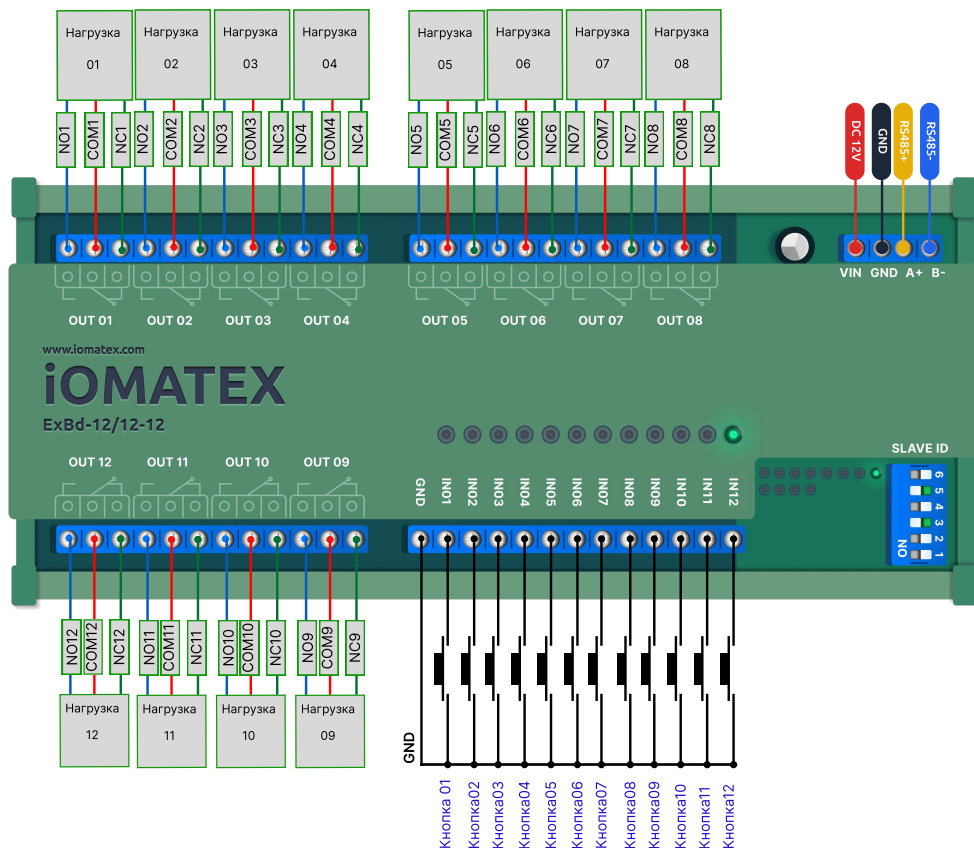 Нагрузка Нагрузка Нагрузка Нагрузка Нагрузка Нагрузка Нагрузка Нагрузка
01 02 03 04 05 06 07 08
NO1 COM1 NC1 NO2 COM2 NC2 NO3 COM3 NC3 NO4 COM4 NC4 NO5 COM5 NC5 NO6 COM6 NC6 NO7 COM7 NC7 NO8 COM8 NC8
DC 12V GND RS485+ RS485-
VIN GND A+ B-
OUT 01 OUT 02 OUT 03 OUT 04 OUT 05 OUT 06 OUT 07 OUT 08
www.iomatex.com
iOMATEX
ExBd-12/12-12
SLAVE ID
OUT 12 OUT 11 OUT 10 OUT 09
GND IN01 IN02 IN03 IN04 IN05 IN06 IN07 IN08 IN09 IN10 IN11 IN12
6
5
4
3
2
1
ON
NO12 COM12 NC12 NO11 COM11 NC11 NO10 COM10 NC10 NO9 COM9 NC9
Нагрузка Нагрузка Нагрузка Нагрузка
12 11 10 09
GND
Кнопка 01 Кнопка02 Кнопка03 Кнопка04 Кнопка05 Кнопка06 Кнопка07 Кнопка08 Кнопка09 Кнопка10 Кнопка11 Кнопка12